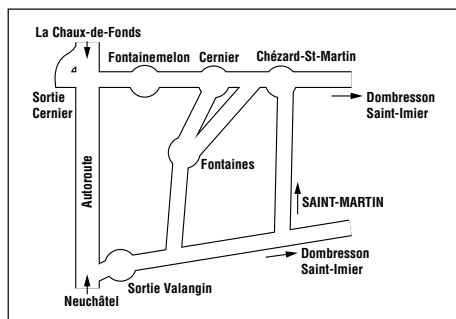 La Chaux-de-Fonds
Fontainemelon
Cernier
Chézard-St-Martin
Sortie
Cernier
Dombresson
Saint-Imier
Fontaines
Autoroute
SAINT-MARTIN
Dombresson
Saint-Imier
Sortie Valangin
Neuchâtel